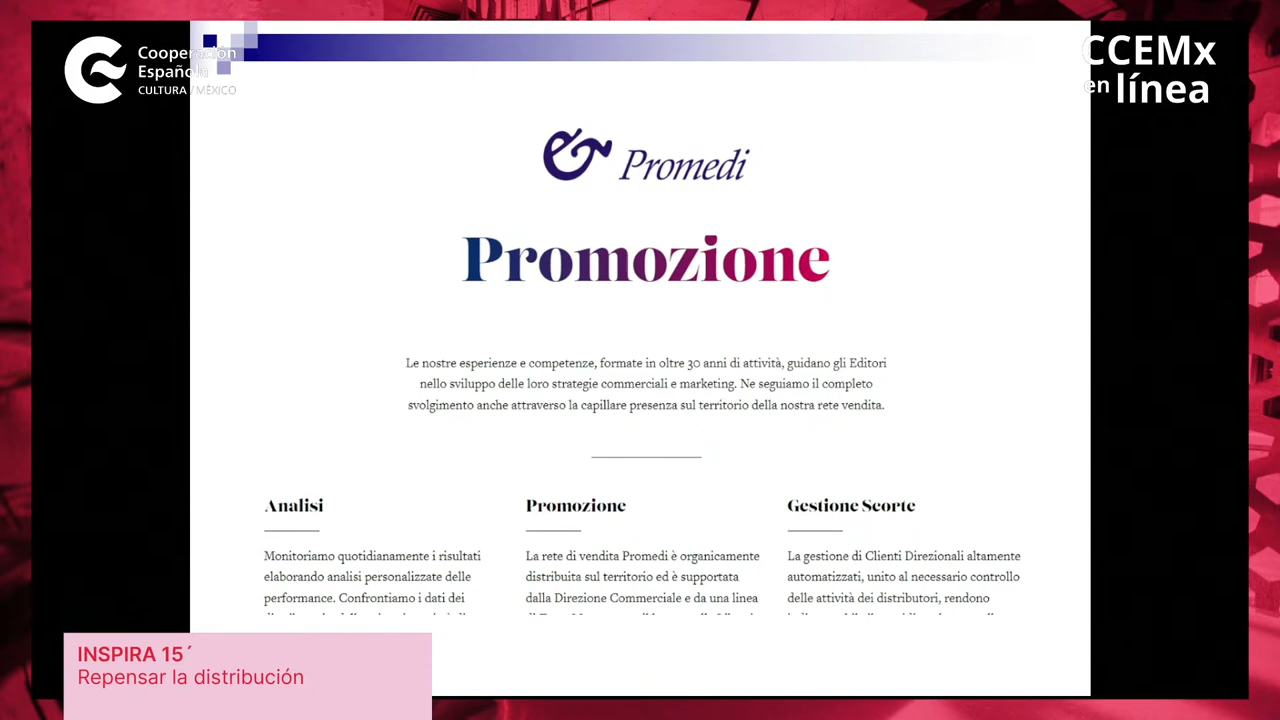 Cooperación
Española
CULTURA / MÉXICO
CCEMx
en línea
Promedi
Promozione
Le nostre esperienze e competenze, formate in oltre 30 anni di attività, guidano gli Editori
nello sviluppo delle loro strategie commerciali e marketing. Ne seguiamo il completo
svolgimento anche attraverso la capillare presenza sul territorio della nostra rete vendita.
Analisi
Monitoriamo quotidianamente i risultati
elaborando analisi personalizzate delle
performance. Confrontiamo i dati dei
Promozione
La rete di vendita Promedi è organicamente
distribuita sul territorio ed è supportata
dalla Direzione Commerciale e da una linea
Gestione Scorte
La gestione di Clienti Direzionali altamente
automatizzati, unito al necessario controllo
delle attività dei distributori, rendono
INSPIRA 15´
Repensar la distribución